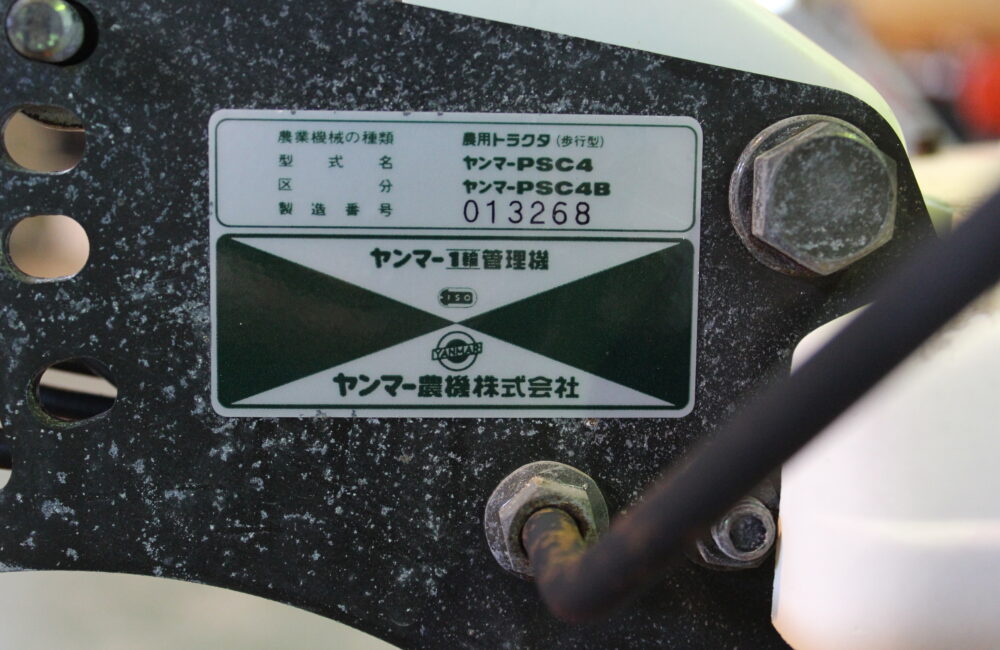 農業機械の種類 農用トラクタ(歩行型)
型式名 ヤンマーPSC4
区分 ヤンマーPSC4B
製造番号 013268
ヤンマー1輪管理機
ISO
YANMAR
ヤンマー農機株式会社